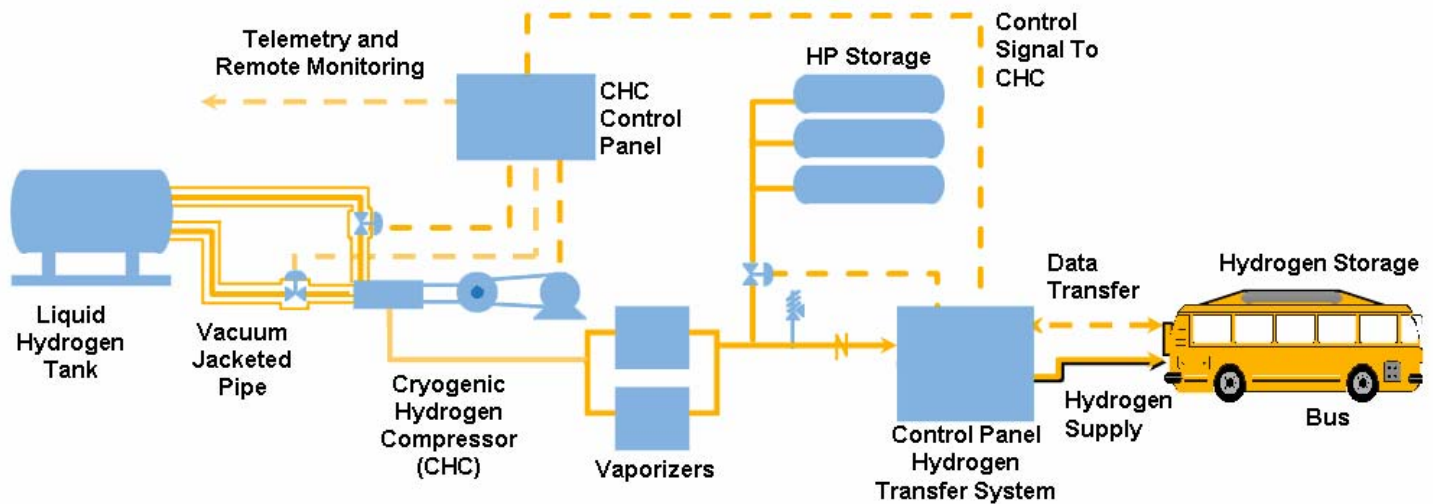 Telemetry and
Remote Monitoring
CHC
Control
Panel
HP Storage
Control
Signal To
CHC
Liquid
Hydrogen
Tank
Vacuum
Jacketed
Pipe
Cryogenic
Hydrogen
Compressor
(CHC)
Vaporizers
Control Panel
Hydrogen
Transfer System
Data
Transfer
Hydrogen
Supply
Hydrogen Storage
Bus